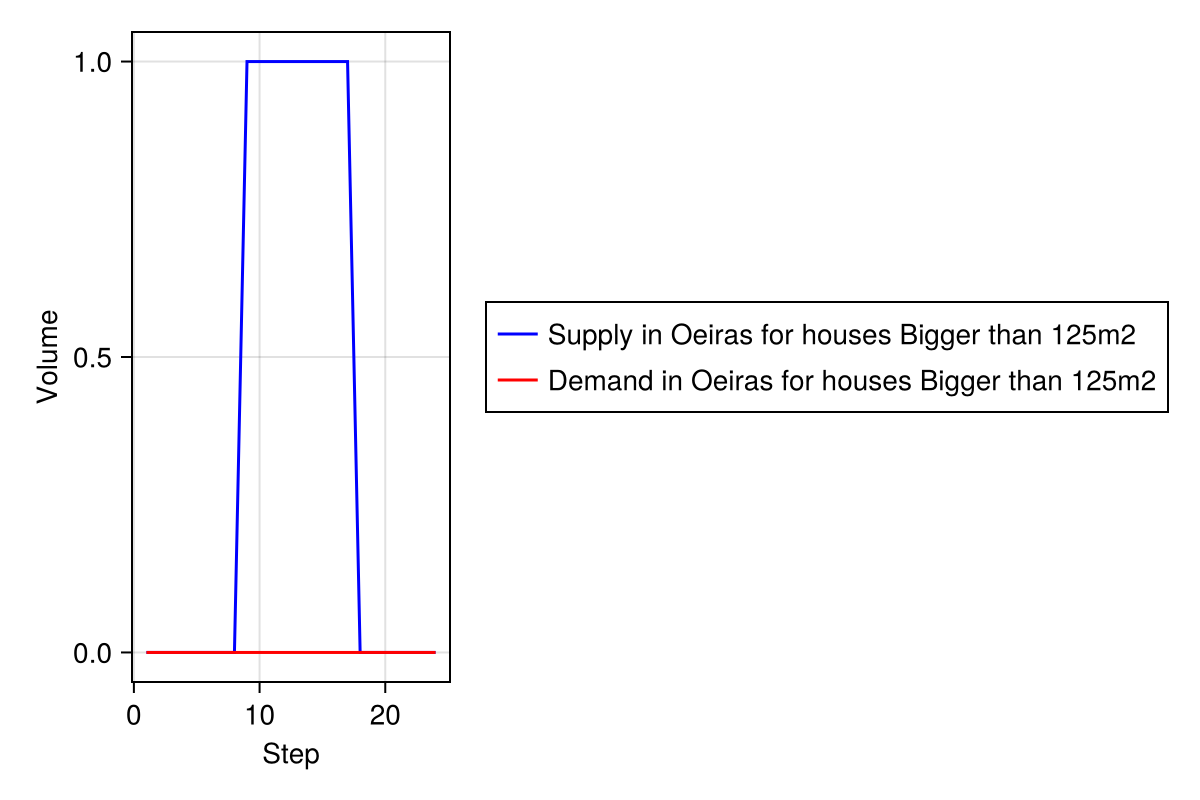 1.0
0.5
0.0
Volume
0
10
20
Step
Supply in Oeiras for houses Bigger than 125m2
Demand in Oeiras for houses Bigger than 125m2